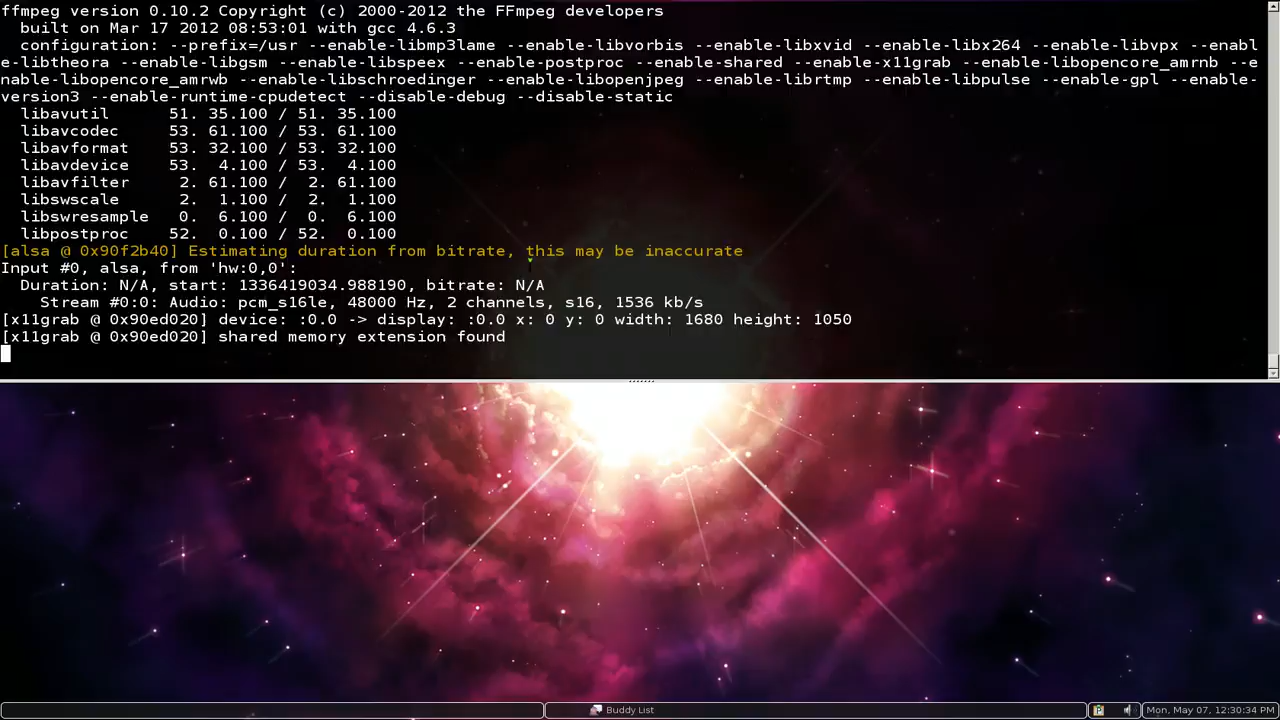 ffmpeg version 0.10.2 Copyright (c) 2000-2012 the FFmpeg developers
  built on Mar 17 2012 08:53:01 with gcc 4.6.3
  configuration: --prefix=/usr --enable-libmp3lame --enable-libvorbis --enable-libxvid --enable-libx264 --enable-libvpx --enabl
e-libtheora --enable-libgsm --enable-libspeex --enable-postproc --enable-shared --enable-x11grab --enable-libopencore_amrnb --e
nable-libopencore_amrwb --enable-libschroedinger --enable-libopenjpeg --enable-librtmp --enable-libpulse --enable-gpl --enable-
version3 --enable-runtime-cpudetect --disable-debug --disable-static
  libavutil      51. 35.100 / 51. 35.100
  libavcodec     53. 61.100 / 53. 61.100
  libavformat    53. 32.100 / 53. 32.100
  libavdevice    53.  4.100 / 53.  4.100
  libavfilter     2. 61.100 /  2. 61.100
  libswscale      2.  1.100 /  2.  1.100
  libswresample   0.  6.100 /  0.  6.100
  libpostproc    52.  0.100 / 52.  0.100
[alsa @ 0x90f2b40] Estimating duration from bitrate, this may be inaccurate
Input #0, alsa, from 'hw:0,0':
  Duration: N/A, start: 1336419034.988190, bitrate: N/A
    Stream #0:0: Audio: pcm_s16le, 48000 Hz, 2 channels, s16, 1536 kb/s
[x11grab @ 0x90ed020] device: :0.0 -> display: :0.0 x: 0 y: 0 width: 1680 height: 1050
[x11grab @ 0x90ed020] shared memory extension found
Buddy List
Mon, May 07, 12:30:34 PM